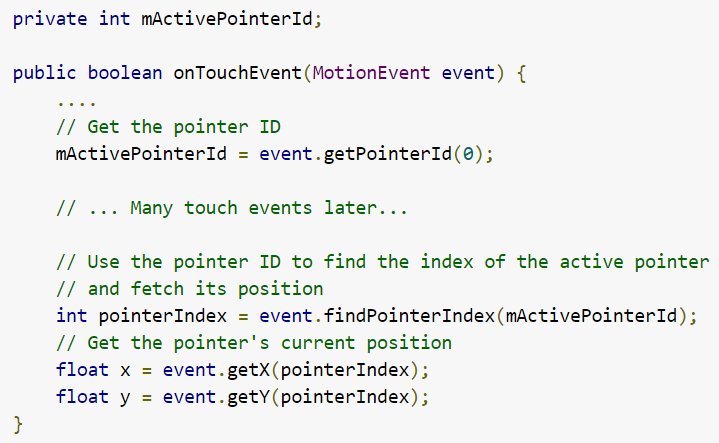 private int mActivePointerId;

public boolean onTouchEvent(MotionEvent event) {
    ....
    // Get the pointer ID
    mActivePointerId = event.getPointerId(0);

    // ... Many touch events later...

    // Use the pointer ID to find the index of the active pointer
    // and fetch its position
    int pointerIndex = event.findPointerIndex(mActivePointerId);
    // Get the pointer's current position
    float x = event.getX(pointerIndex);
    float y = event.getY(pointerIndex);
}